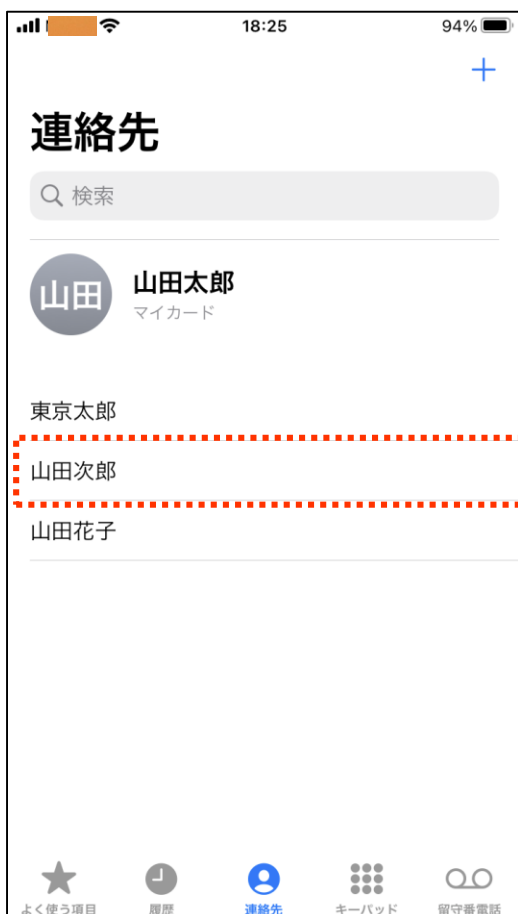 18:25 94%
連絡先
検索
山田 山田太郎
マイカード
東京太郎
山田次郎
山田花子
よく使う項目 履歴 連絡先 キーパッド 留守番電話